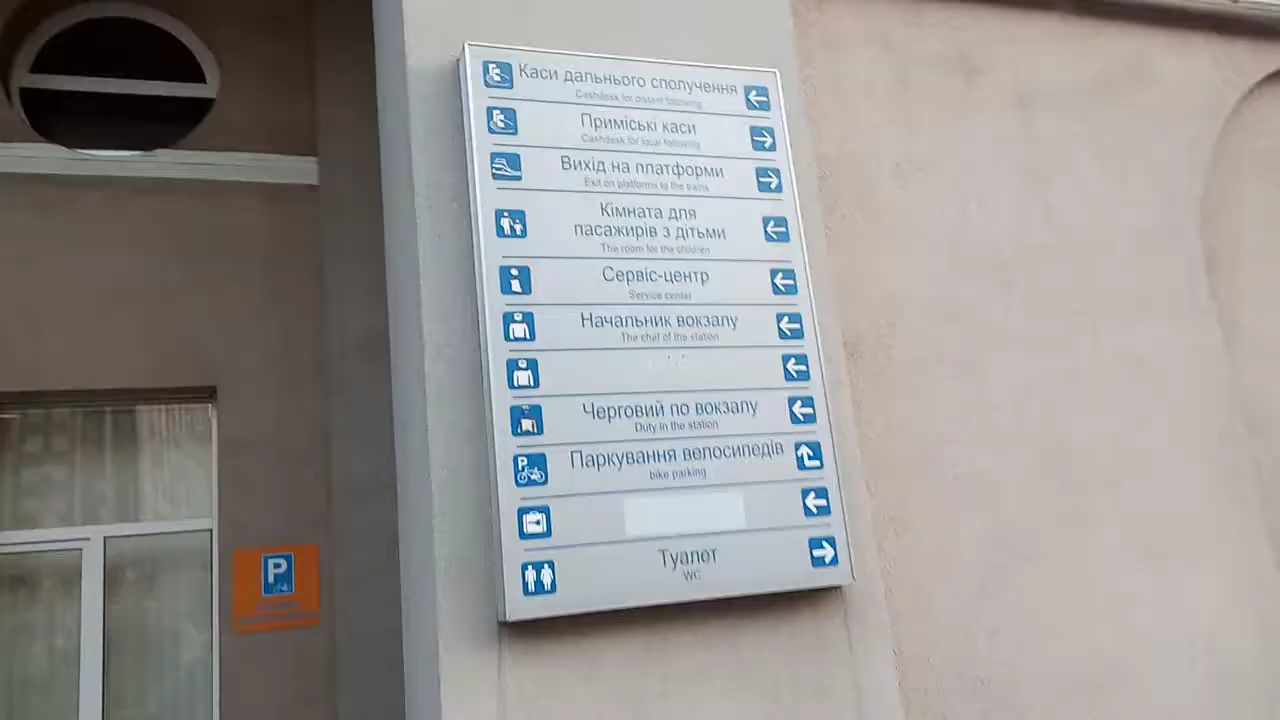 Каси дальнього сполучення
Cashdesk for distant following
Приміські каси
Cashdesk for local following
Вихід на платформи
Exit on platforms to the trains
Кімната для
пасажирів з дітьми
The room for the children
Сервіс-центр
Service center
Начальник вокзалу
The chef of the station
Черговий по вокзалу
Duty in the station
P
Паркування велосипедів
bike parking
Туалет
WC
P